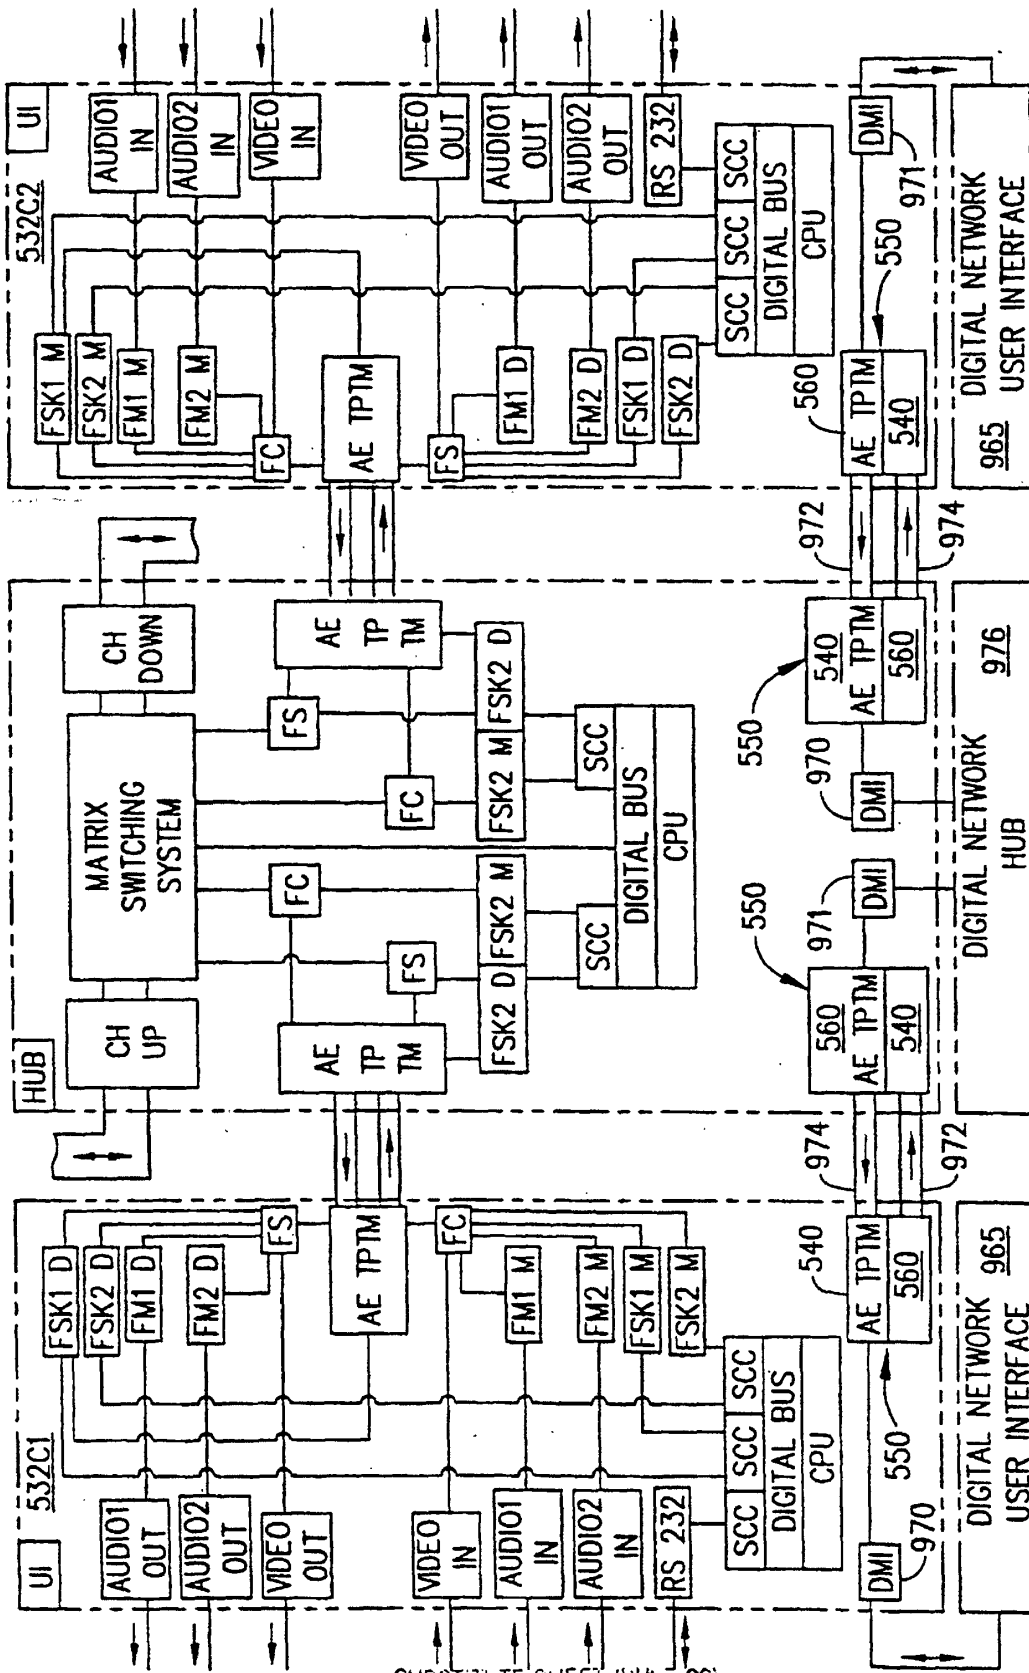 UI
532C1
AUDIO1
OUT
AUDIO2
OUT
VIDEO
OUT
VIDEO
IN
AUDIO1
IN
AUDIO2
IN
RS 232
FSK1 D
FSK2 D
FM1 D
FM2 D
FS
AE TPTM
FC
FM1 M
FM2 M
FSK1 M
FSK2 M
SCC
SCC
SCC
DIGITAL BUS
CPU
DMI
970
550
540
AE TPTM
560
974
972
DIGITAL NETWORK
USER INTERFACE
965
HUB
CH
UP
MATRIX
SWITCHING
SYSTEM
CH
DOWN
AE
TP
TM
FS
FC
FC
FS
AE
TP
TM
FSK2 D
FSK2 M
FSK2 M
FSK2 D
SCC
SCC
DIGITAL BUS
CPU
550
560
AE TPTM
540
971
DMI
970
DMI
550
540
AE TPTM
560
DIGITAL NETWORK
HUB
976
532C2
UI
FSK1 M
FSK2 M
FM1 M
FM2 M
FC
AE TPTM
FS
FM1 D
FM2 D
FSK1 D
FSK2 D
AUDIO1
IN
AUDIO2
IN
VIDEO
IN
VIDEO
OUT
AUDIO1
OUT
AUDIO2
OUT
RS 232
SCC
SCC
SCC
DIGITAL BUS
CPU
972
974
560
AE TPTM
540
550
DMI
971
965
DIGITAL NETWORK
USER INTERFACE